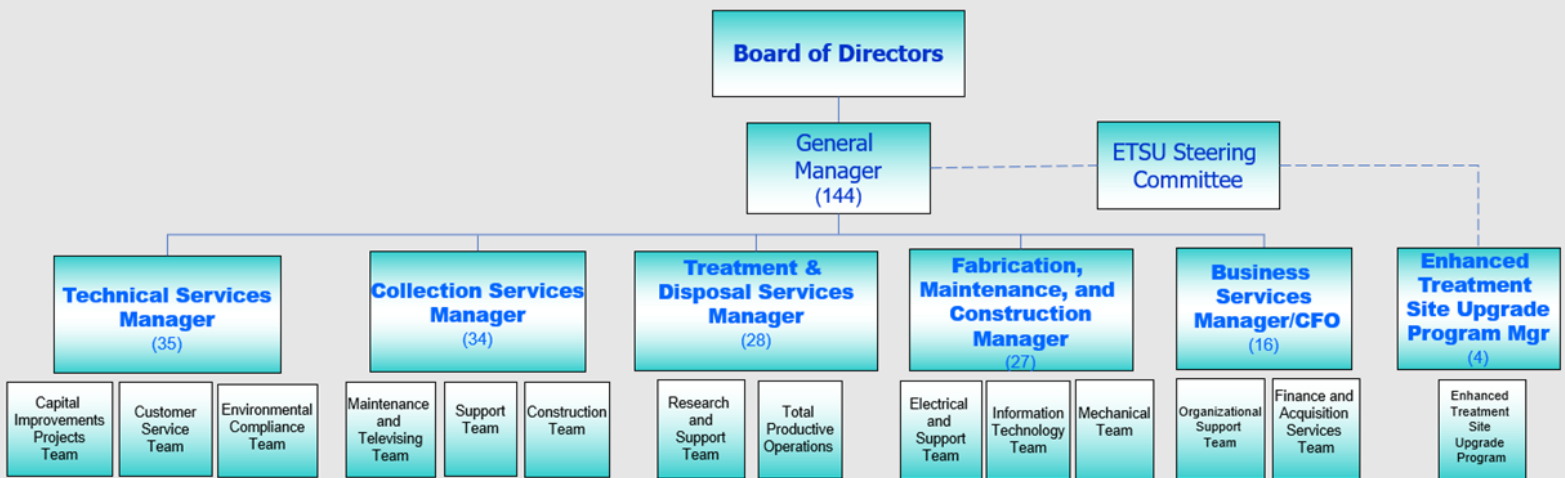 Board of Directors
General
Manager
(144)
ETSU Steering
Committee
Technical Services
Manager
(35)
Collection Services
Manager
(34)
Treatment &
Disposal Services
Manager
(28)
Fabrication,
Maintenance, and
Construction
Manager
(27)
Business
Services
Manager/CFO
(16)
Enhanced
Treatment
Site Upgrade
Program Mgr
(4)
Capital
Improvements
Projects
Team
Customer
Service
Team
Environmental
Compliance
Team
Maintenance
and
Televising
Team
Support
Team
Construction
Team
Research
and
Support
Team
Total
Productive
Operations
Electrical
and
Support
Team
Information
Technology
Team
Mechanical
Team
Organizational
Support
Team
Finance and
Acquisition
Services
Team
Enhanced
Treatment
Site
Upgrade
Program